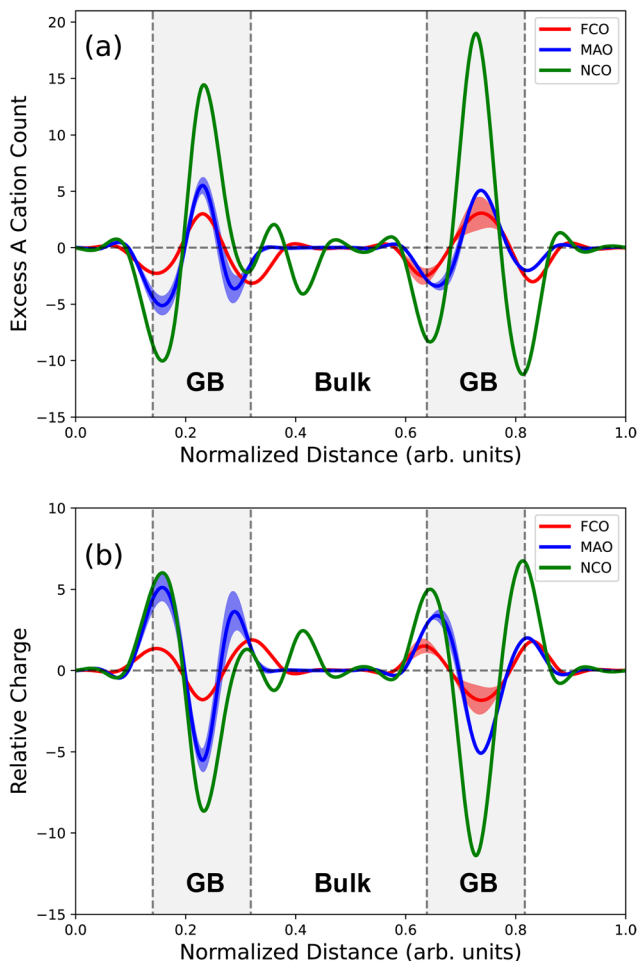 (a)
FCO
MAO
NCO
20
15
10
5
0
−5
−10
−15
Excess A Cation Count
GB
Bulk
GB
0.0 0.2 0.4 0.6 0.8 1.0
Normalized Distance (arb. units)
(b)
FCO
MAO
NCO
10
5
0
−5
−10
−15
Relative Charge
GB
Bulk
GB
0.0 0.2 0.4 0.6 0.8 1.0
Normalized Distance (arb. units)